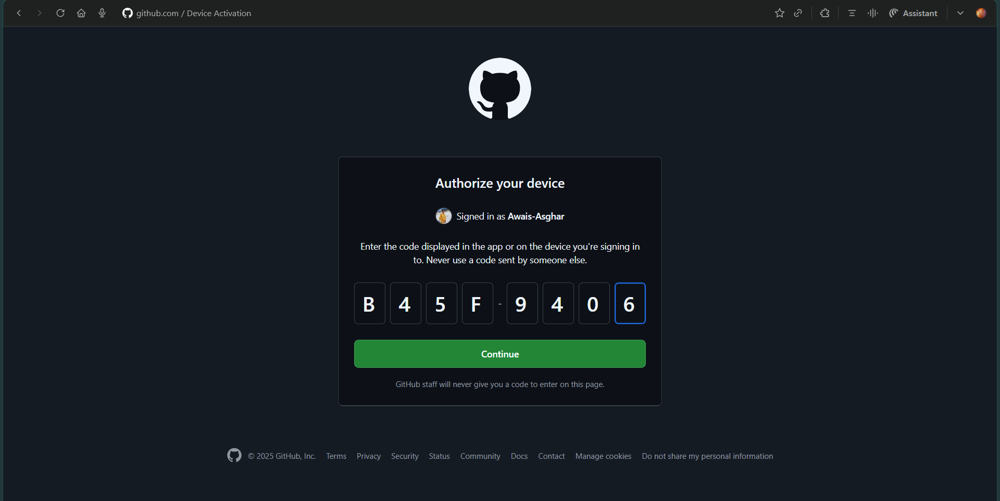 github.com / Device Activation
Assistant
Authorize your device
Signed in as Awais-Asghar
Enter the code displayed in the app or on the device you're signing in
to. Never use a code sent by someone else.
B 4 5 F - 9 4 0 6
Continue
GitHub staff will never give you a code to enter on this page.
© 2025 GitHub, Inc. Terms Privacy Security Status Community Docs Contact Manage cookies Do not share my personal information